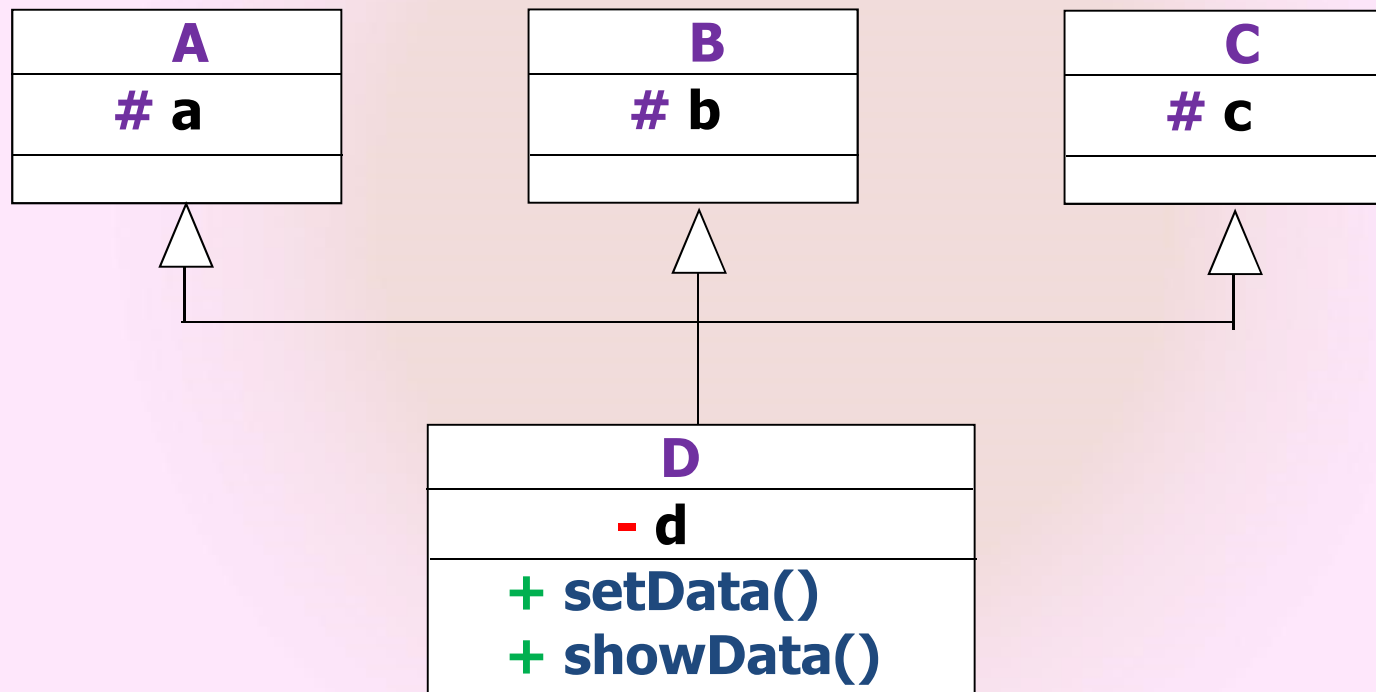 A
# a
B
# b
C
# c
D
- d
+ setData()
+ showData()